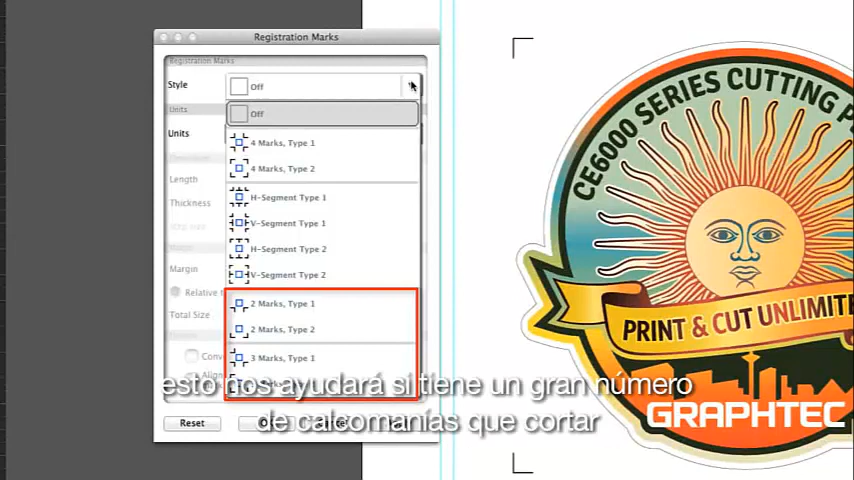 Registration Marks
Registration Marks
Style
Off
Off
Units
Units
4 Marks, Type 1
4 Marks, Type 2
Length
H-Segment Type 1
Thickness
V-Segment Type 1
H-Segment Type 2
Margin
V-Segment Type 2
Relative
Total Size
2 Marks, Type 1
2 Marks, Type 2
3 Marks, Type 1
esto nos ayudará si tiene un gran número
de calcomanías que cortar
Reset
CE6000 SERIES CUTTING
PRINT & CUT UNLIMITE
GRAPHTEC